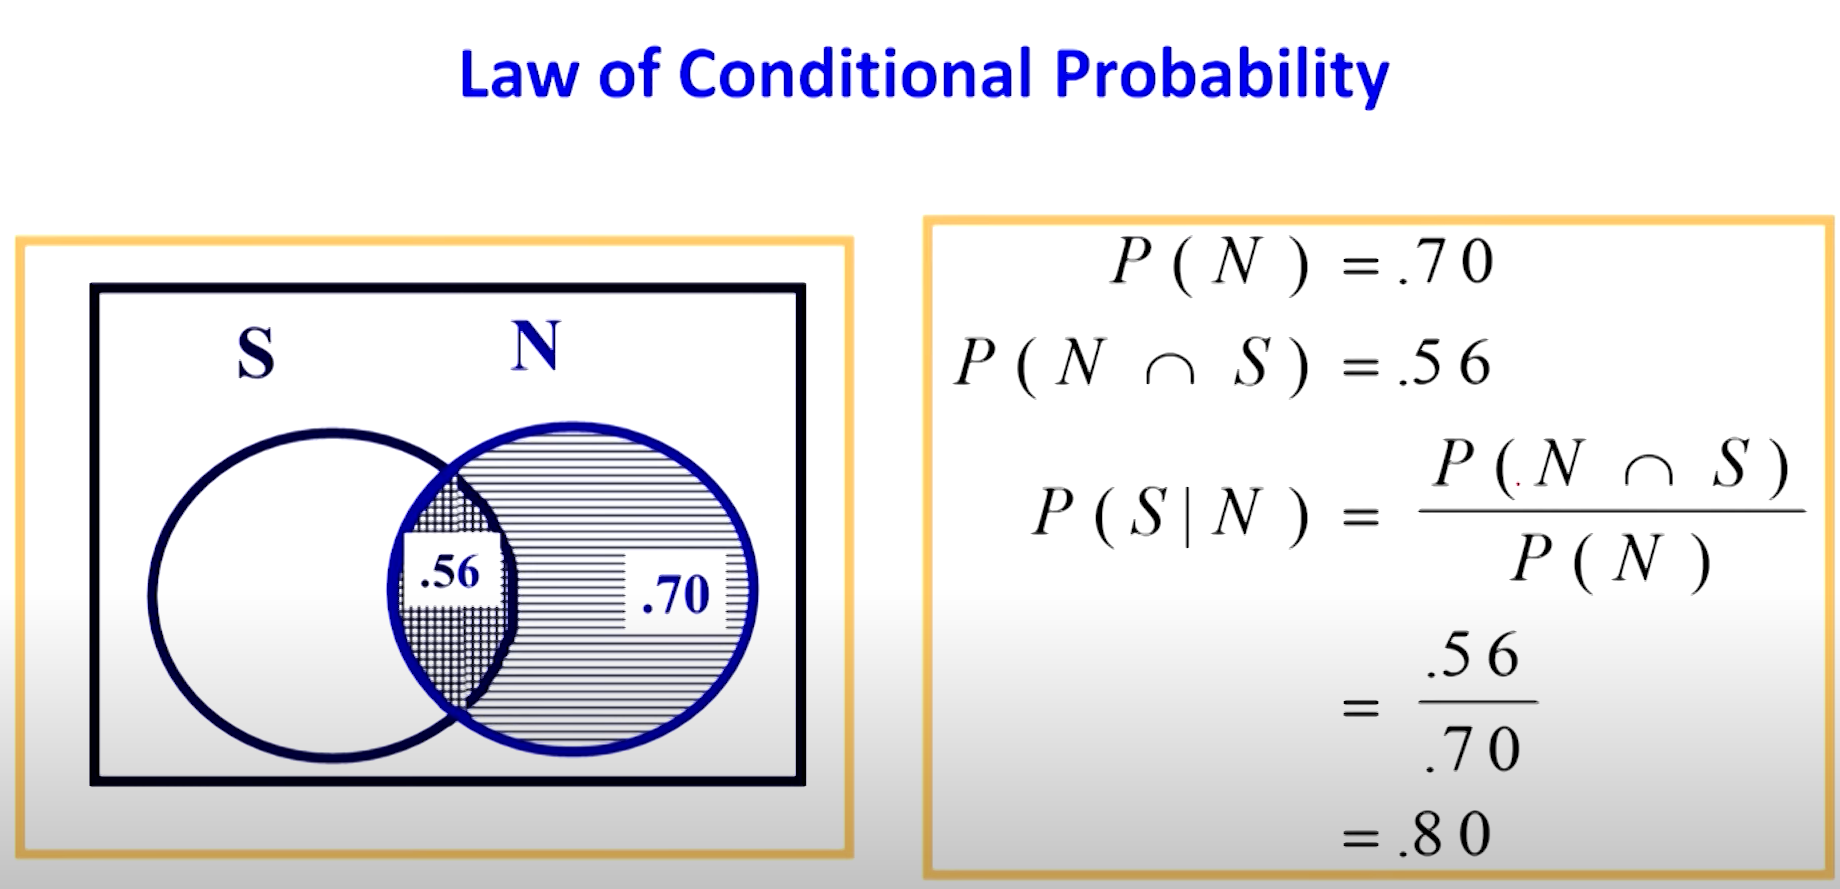 Law of Conditional Probability
S N
.56 .70
P ( N ) = .70
P ( N ∩ S ) = .56
P ( S | N ) = P ( N ∩ S )
P ( N )
= .56
.70
= .80